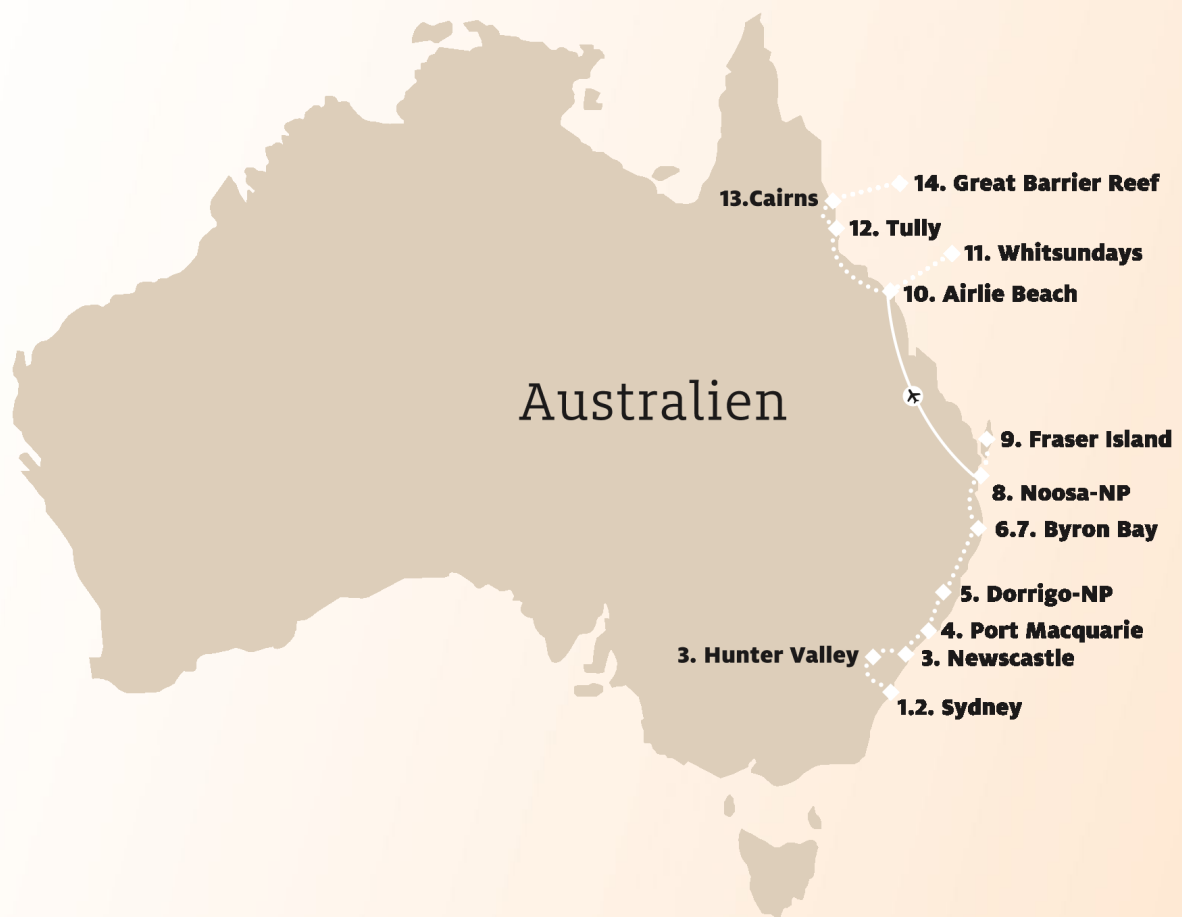 14. Great Barrier Reef
13.Cairns
12. Tully
11. Whitsundays
10. Airlie Beach
Australien
9. Fraser Island
8. Noosa-NP
6.7. Byron Bay
5. Dorrigo-NP
4. Port Macquarie
3. Hunter Valley
3. Newscastle
1.2. Sydney